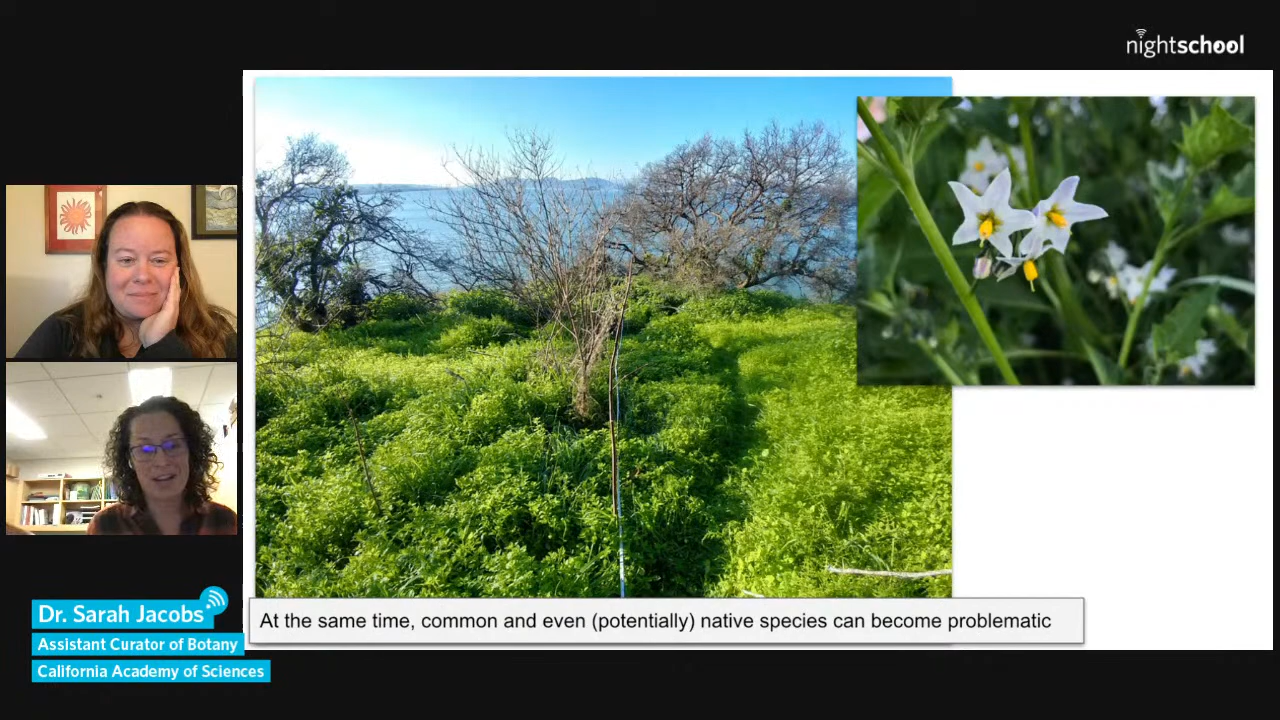 nightschool
Dr. Sarah Jacobs
Assistant Curator of Botany
California Academy of Sciences
At the same time, common and even (potentially) native species can become problematic